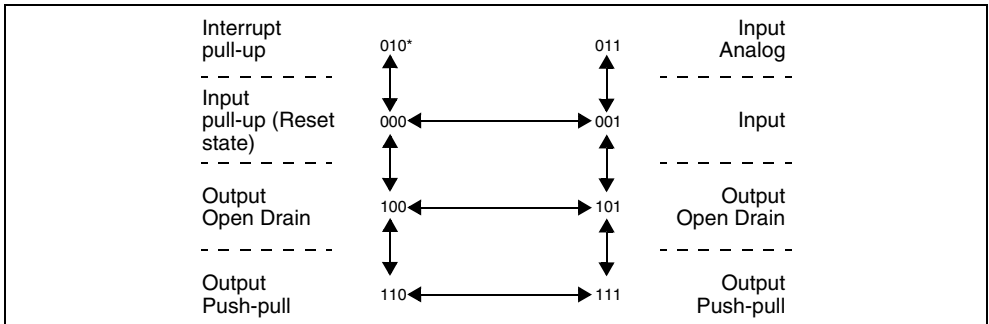 Interrupt
pull-up
010*
011
Input
Analog
Input
pull-up (Reset
state)
000
001
Input
Output
Open Drain
100
101
Output
Open Drain
Output
Push-pull
110
111
Output
Push-pull